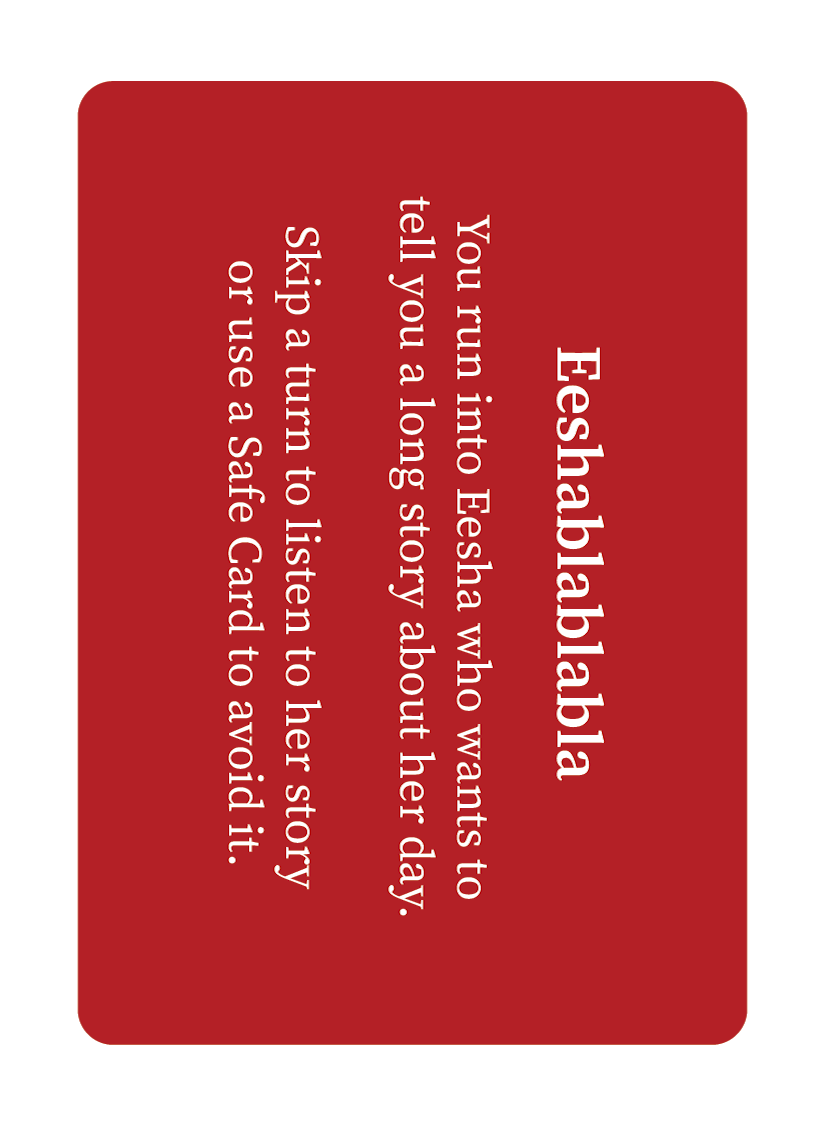 Eeshablablabla
You run into Eesha who wants to
tell you a long story about her day.
Skip a turn to listen to her story
or use a Safe Card to avoid it.